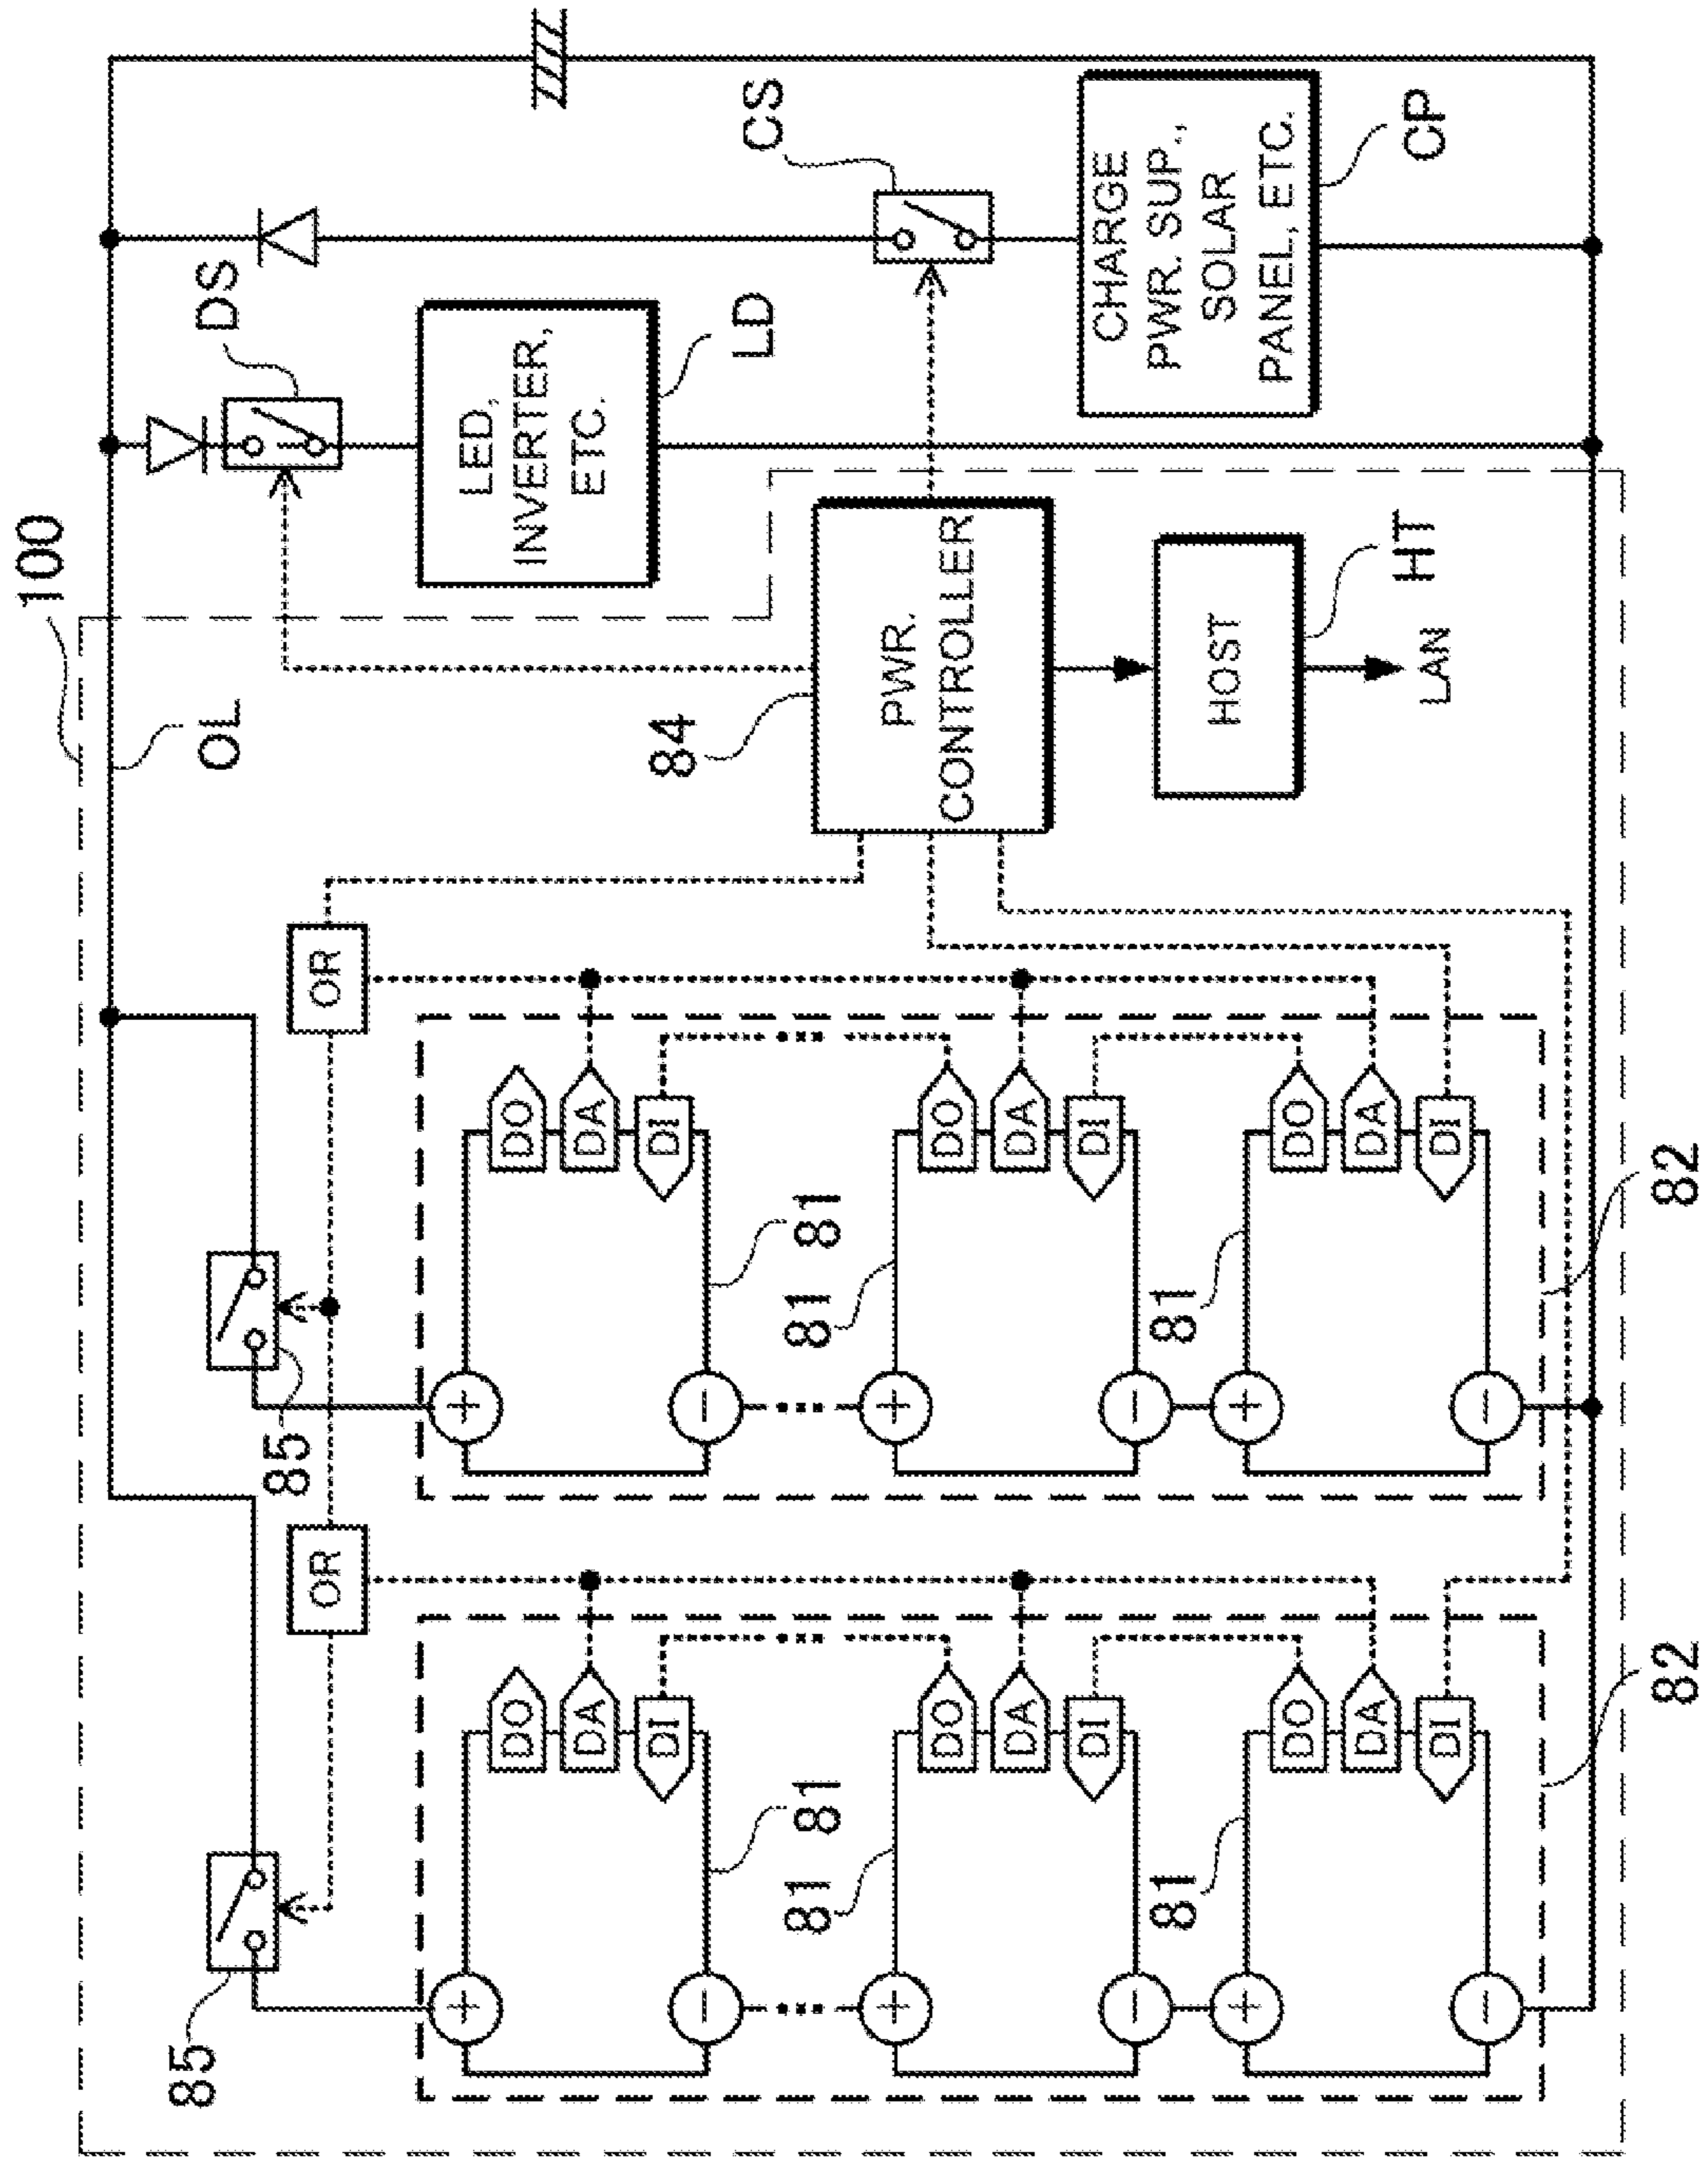 100
85
OL
DS
85
OR
OR
LED,
INVERTER,
ETC.
+
DO
+
DO
DA
DA
84
−
DI
−
DI
LD
CS
81
81
81
81
PWR.
CONTROLLER
+
DO
+
DO
DA
DA
−
DI
−
DI
CHARGE
PWR. SUP.,
SOLAR
PANEL, ETC.
81
81
HOST
+
DO
+
DO
DA
DA
HT
CP
LAN
−
DI
−
DI
82
82